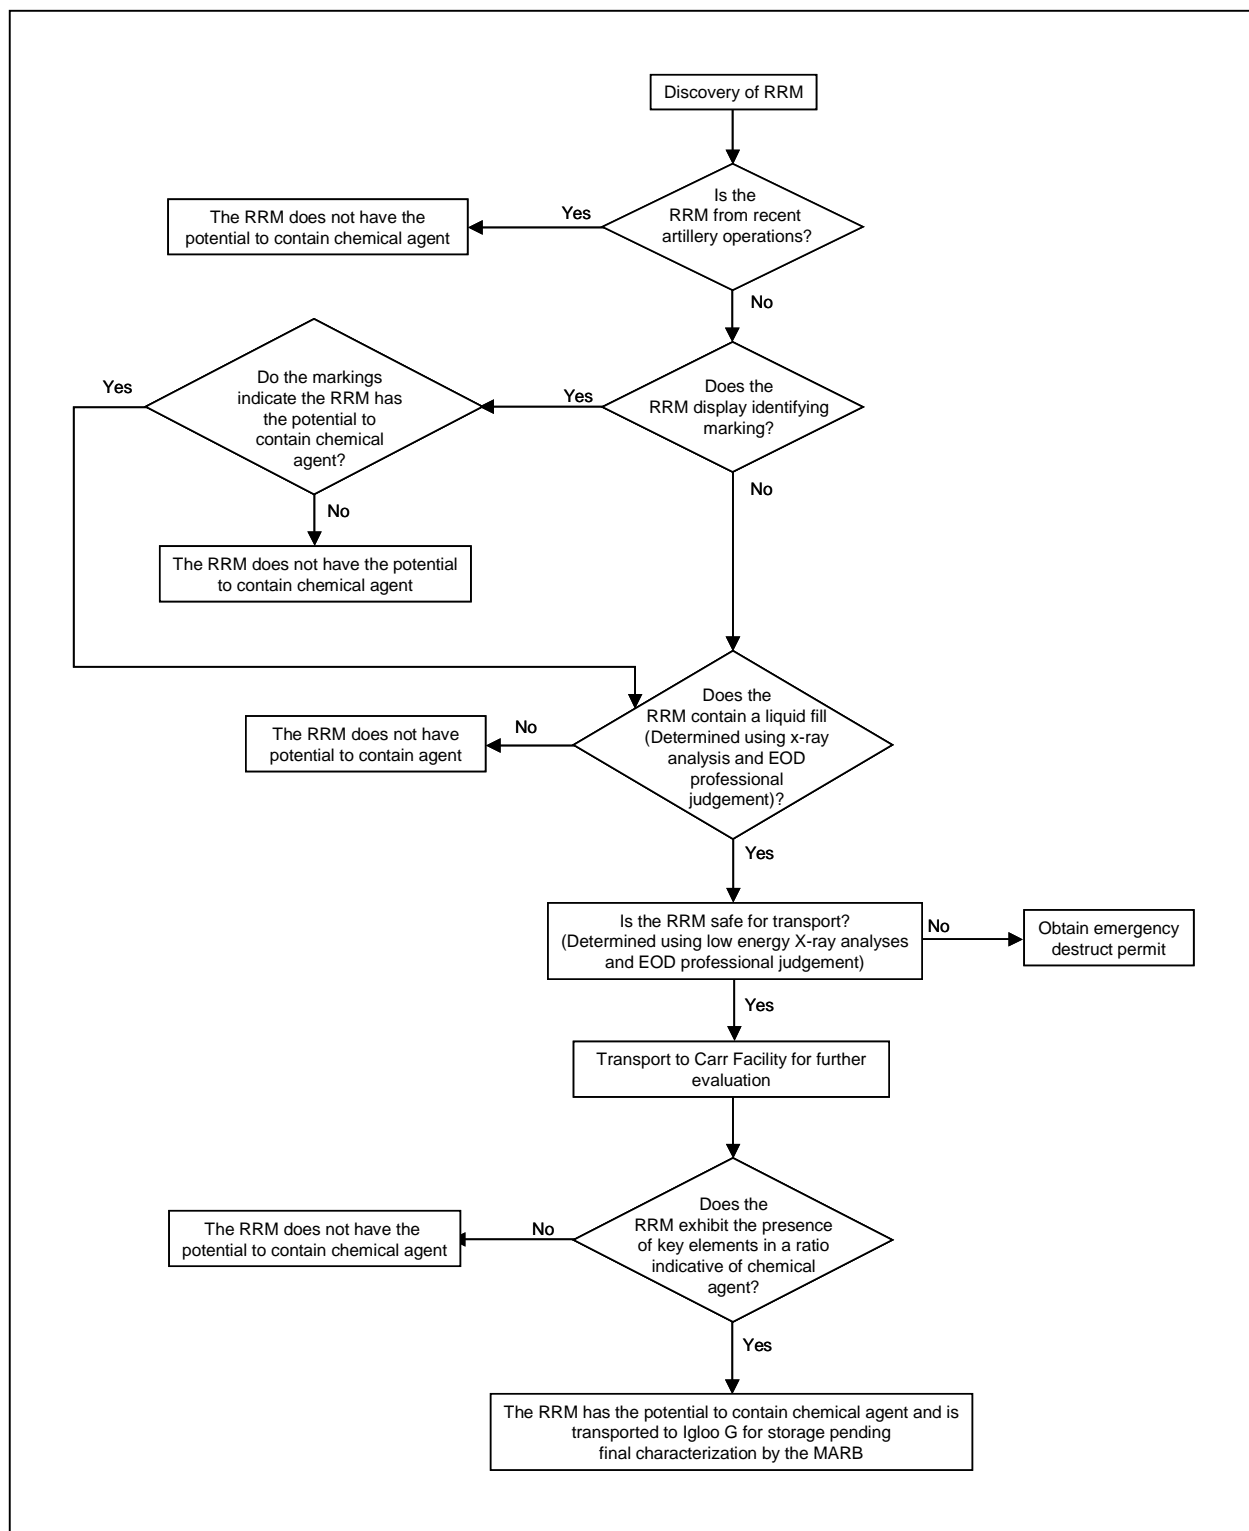 Discovery of RRM
Is the
RRM from recent
artillery operations?
Yes
The RRM does not have the
potential to contain chemical agent
No
Does the
RRM display identifying
marking?
Yes
Do the markings
indicate the RRM has
the potential to
contain chemical
agent?
Yes
No
The RRM does not have the potential
to contain chemical agent
No
Does the
RRM contain a liquid fill
(Determined using x-ray
analysis and EOD
professional
judgement)?
No
The RRM does not have
potential to contain agent
Yes
Is the RRM safe for transport?
(Determined using low energy X-ray analyses
and EOD professional judgement)
No
Obtain emergency
destruct permit
Yes
Transport to Carr Facility for further
evaluation
Does the
RRM exhibit the presence
of key elements in a ratio
indicative of chemical
agent?
No
The RRM does not have the
potential to contain chemical agent
Yes
The RRM has the potential to contain chemical agent and is
transported to Igloo G for storage pending
final characterization by the MARB